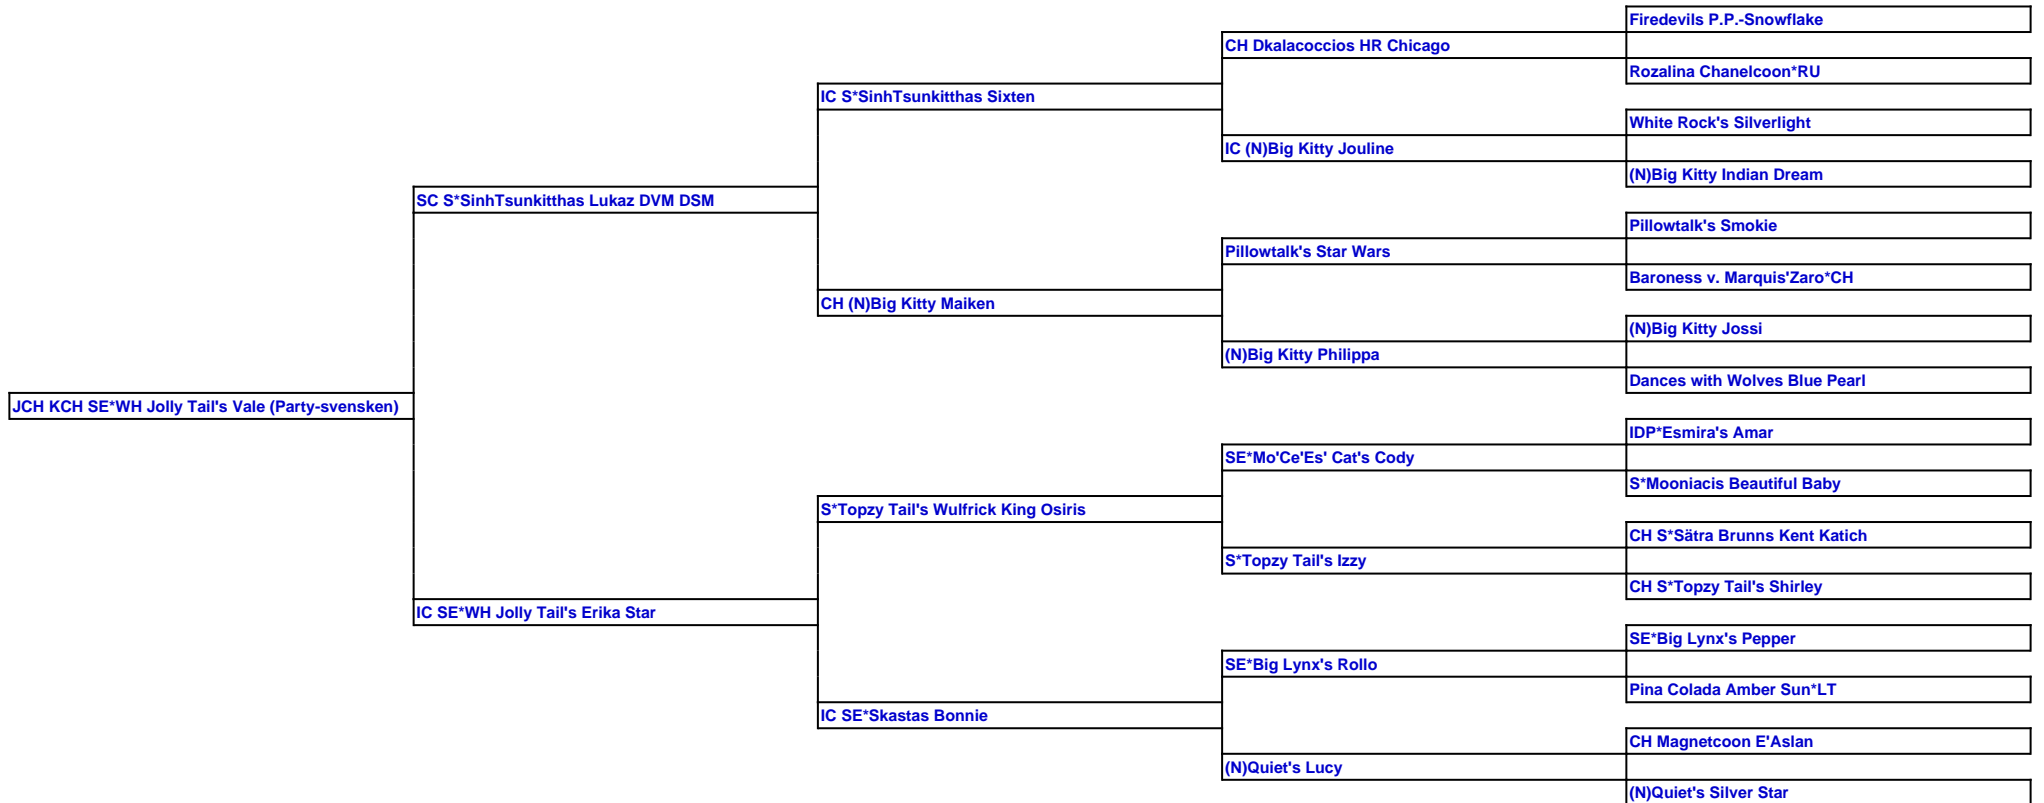 Firedevils P.P.-Snowflake
CH Dkalacoccios HR Chicago
Rozalina Chanelcoon*RU
IC S*SinhTsunkitthas Sixten
White Rock's Silverlight
IC (N)Big Kitty Jouline
(N)Big Kitty Indian Dream
SC S*SinhTsunkitthas Lukaz DVM DSM
Pillowtalk's Smokie
Pillowtalk's Star Wars
Baroness v. Marquis'Zaro*CH
CH (N)Big Kitty Maiken
(N)Big Kitty Jossi
(N)Big Kitty Philippa
Dances with Wolves Blue Pearl
JCH KCH SE*WH Jolly Tail's Vale (Party-svensken)
IDP*Esmira's Amar
SE*Mo'Ce'Es' Cat's Cody
S*Mooniacis Beautiful Baby
S*Topzy Tail's Wulfrick King Osiris
CH S*Sätra Brunns Kent Katich
S*Topzy Tail's Izzy
CH S*Topzy Tail's Shirley
IC SE*WH Jolly Tail's Erika Star
SE*Big Lynx's Pepper
SE*Big Lynx's Rollo
Pina Colada Amber Sun*LT
IC SE*Skastas Bonnie
CH Magnetcoon E'Aslan
(N)Quiet's Lucy
(N)Quiet's Silver Star